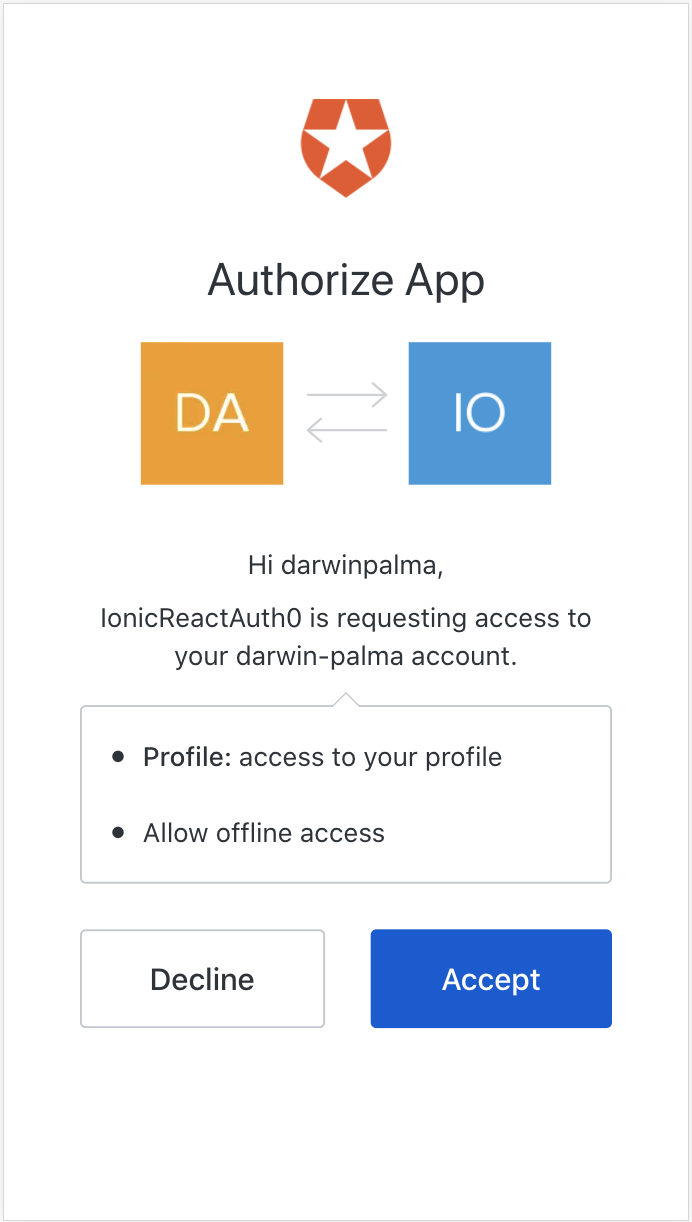 Authorize App
DA
IO
Hi darwinpalma,
IonicReactAuth0 is requesting access to
your darwin-palma account.
• Profile: access to your profile
• Allow offline access
Decline
Accept